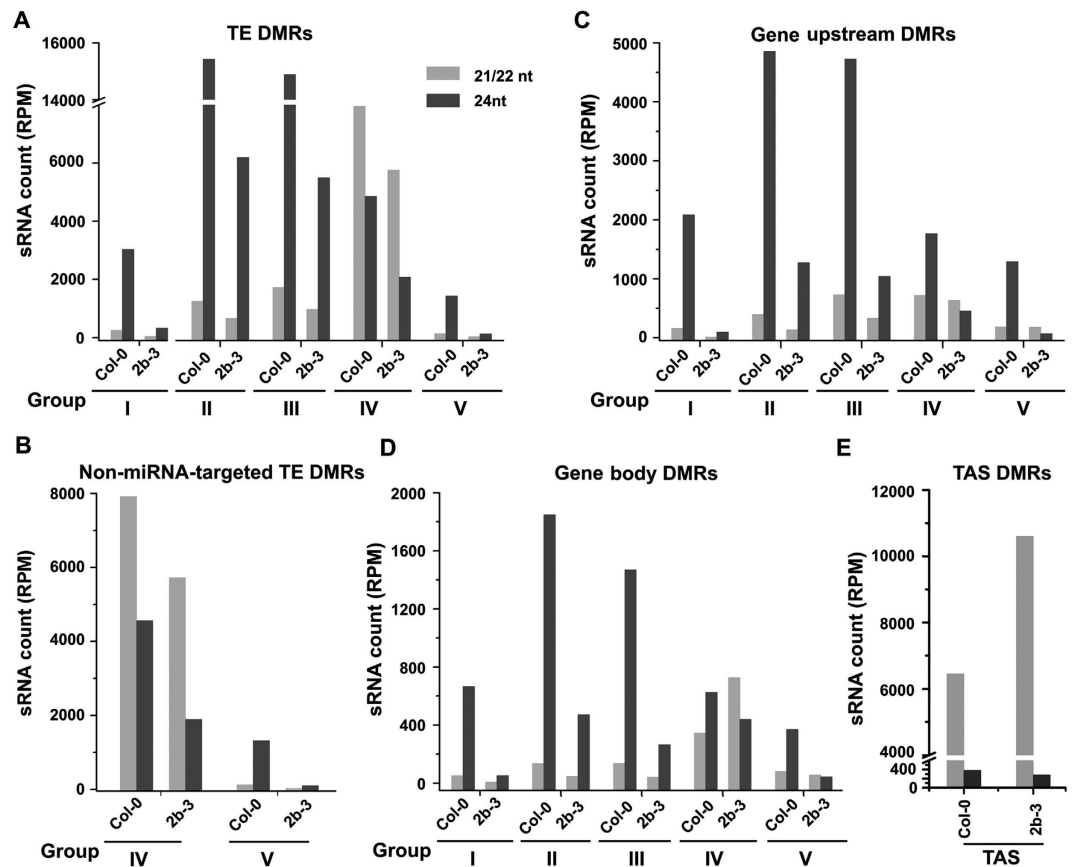 A
TE DMRs
sRNA count (RPM)
16000
14000
6000
4000
2000
0
21/22 nt
24nt
Col-0 2b-3 Col-0 2b-3 Col-0 2b-3 Col-0 2b-3 Col-0 2b-3
Group I II III IV V
C
Gene upstream DMRs
sRNA count (RPM)
5000
4000
3000
2000
1000
0
Col-0 2b-3 Col-0 2b-3 Col-0 2b-3 Col-0 2b-3 Col-0 2b-3
Group I II III IV V
B
Non-miRNA-targeted TE DMRs
sRNA count (RPM)
8000
6000
4000
2000
0
Col-0 2b-3 Col-0 2b-3
Group IV V
D
Gene body DMRs
sRNA count (RPM)
2000
1600
1200
800
400
0
Col-0 2b-3 Col-0 2b-3 Col-0 2b-3 Col-0 2b-3 Col-0 2b-3
Group I II III IV V
E
TAS DMRs
sRNA count (RPM)
12000
10000
8000
6000
4000
400
0
Col-0 2b-3
TAS